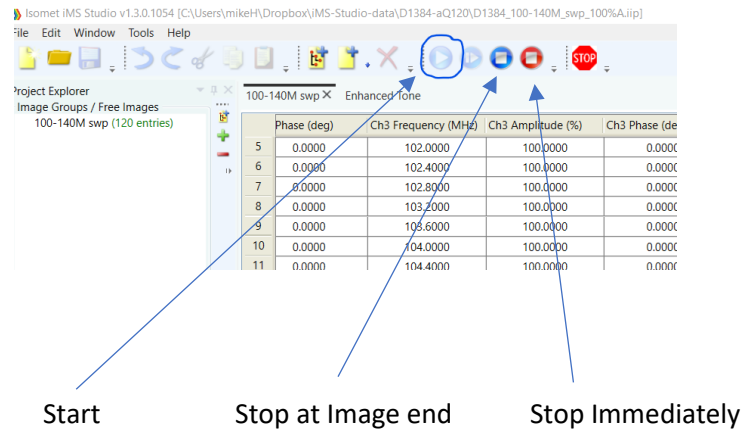 Isomet iMS Studio v1.3.0.1054 [C:\Users\mikeH\Dropbox\iMS-Studio-data\D1384-aQ120\D1384_100-140M_swp_100%A.iip]
File Edit Window Tools Help
STOP
Project Explorer
Image Groups / Free Images
100-140M swp (120 entries)
100-140M swp X Enhanced Tone
Phase (deg) Ch3 Frequency (MHz) Ch3 Amplitude (%) Ch3 Phase (de
5 0.0000 102.0000 100.0000 0.0000
6 0.0000 102.4000 100.0000 0.0000
7 0.0000 102.8000 100.0000 0.0000
8 0.0000 103.2000 100.0000 0.0000
9 0.0000 103.6000 100.0000 0.0000
10 0.0000 104.0000 100.0000 0.0000
11 0.0000 104.4000 100.0000 0.0000
Start Stop at Image end Stop Immediately